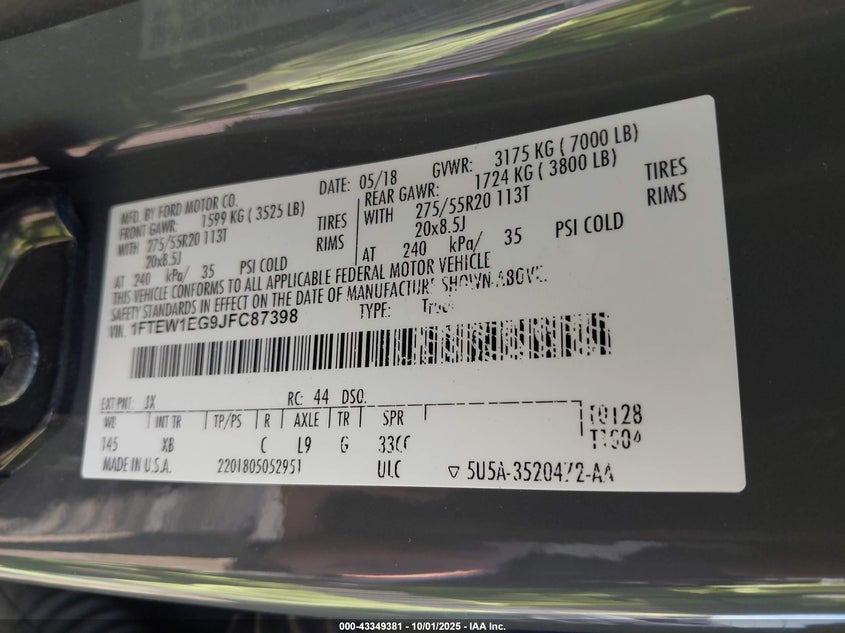 MFD. BY FORD MOTOR CO. DATE: 05/18 GVWR: 3175 KG ( 7000 LB)
FRONT GAWR: 1599 KG ( 3525 LB) REAR GAWR: 1724 KG ( 3800 LB)
WITH 275/55R20 113T TIRES WITH 275/55R20 113T TIRES
20x8.5J RIMS 20x8.5J RIMS
AT 240 kPa/ 35 PSI COLD AT 240 kPa/ 35 PSI COLD
THIS VEHICLE CONFORMS TO ALL APPLICABLE FEDERAL MOTOR VEHICLE
SAFETY STANDARDS IN EFFECT ON THE DATE OF MANUFACTURE SHOWN ABOVE.
VIN: 1FTEW1EG9JFC87398 TYPE:
EXT PNT: RC: 44 DSO:
WB INT TR TP/PS R AXLE TR SPR
145 XB C L9 G
MADE IN U.S.A. 2201805052951 ULC ▽ 5U5A-3520472-AA
000-43349381 - 10/01/2025 - IAA Inc.